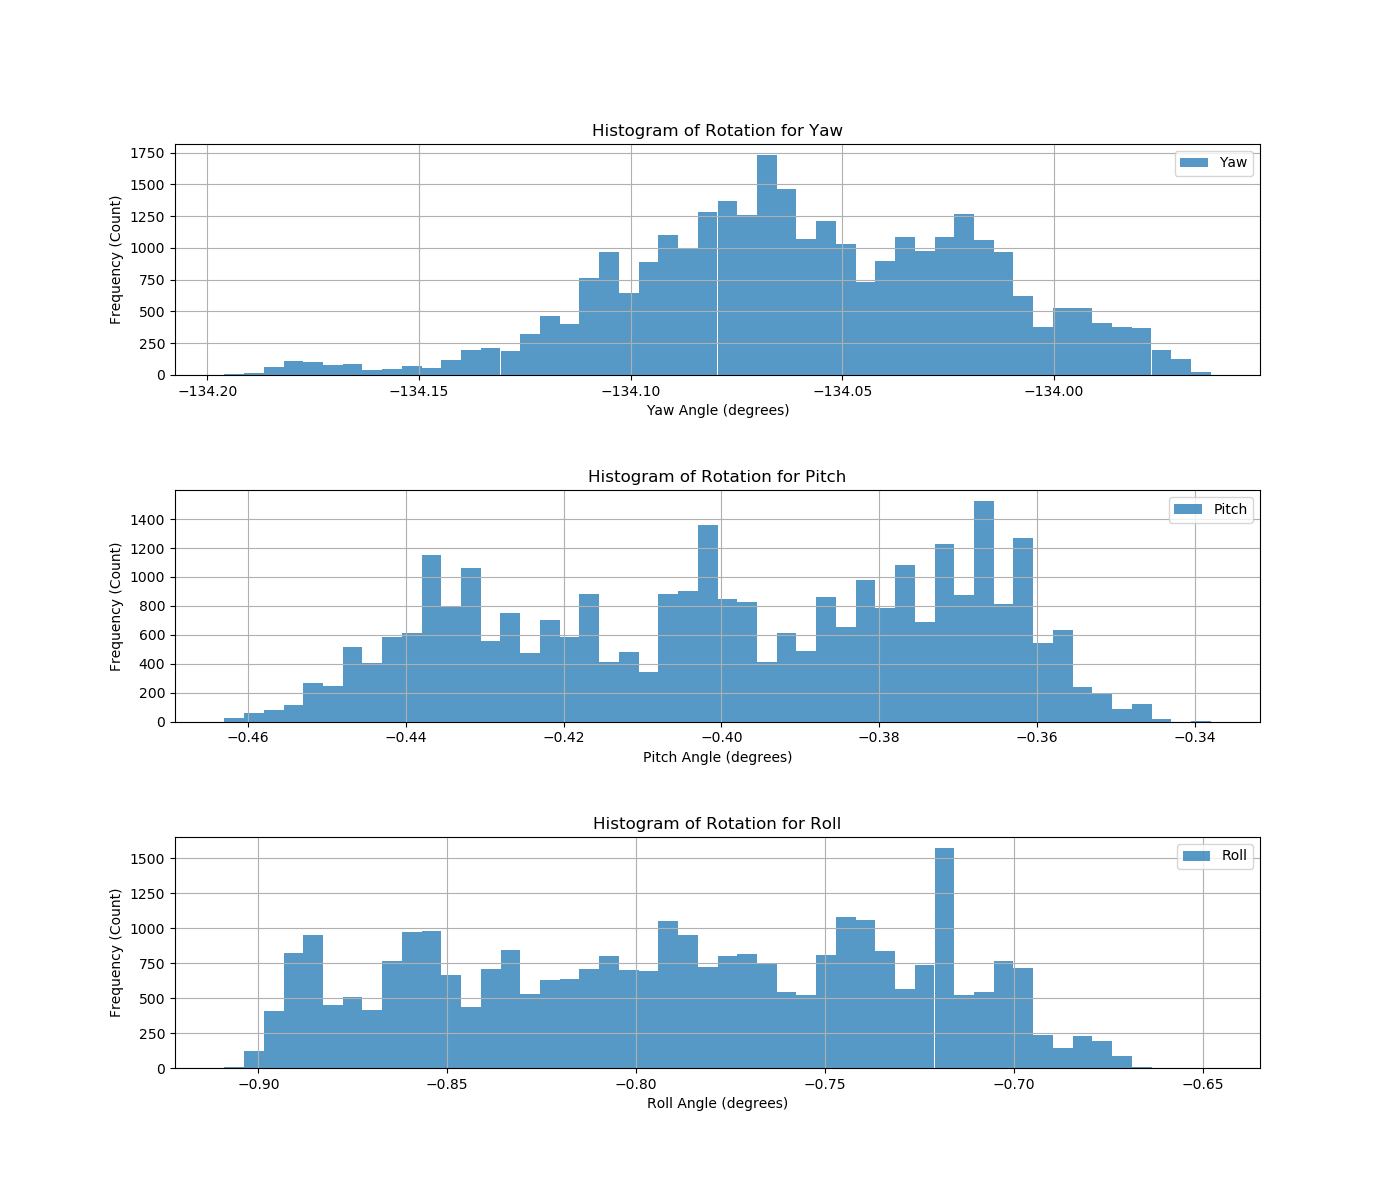 Histogram of Rotation for Yaw
1750
1500
1250
1000
750
500
250
0
Frequency (Count)
Yaw
−134.20 −134.15 −134.10 −134.05 −134.00
Yaw Angle (degrees)
Histogram of Rotation for Pitch
1400
1200
1000
800
600
400
200
0
Frequency (Count)
Pitch
−0.46 −0.44 −0.42 −0.40 −0.38 −0.36 −0.34
Pitch Angle (degrees)
Histogram of Rotation for Roll
1500
1250
1000
750
500
250
0
Frequency (Count)
Roll
−0.90 −0.85 −0.80 −0.75 −0.70 −0.65
Roll Angle (degrees)